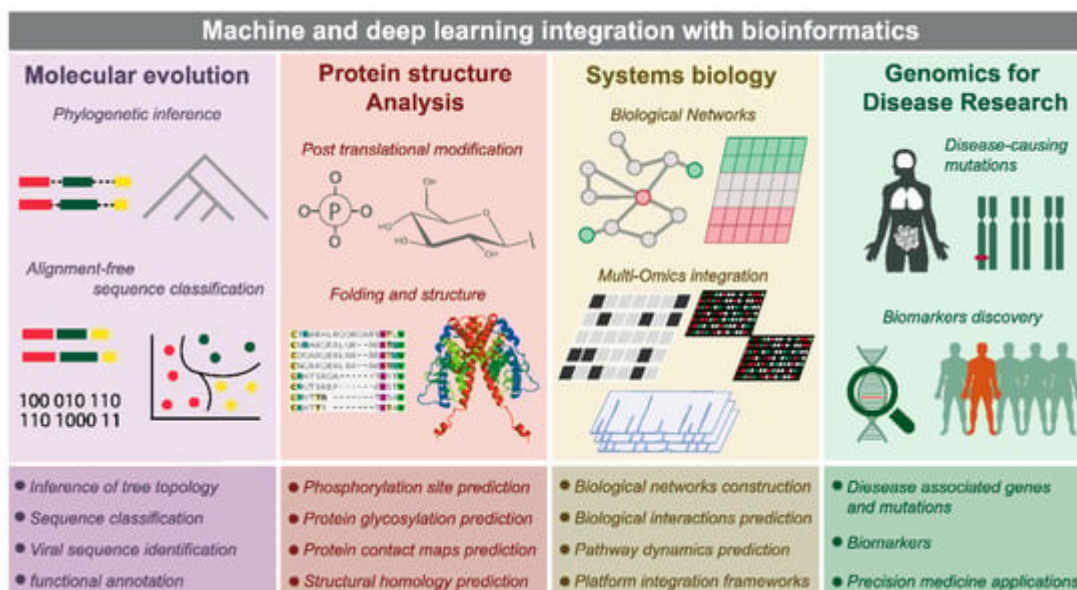 Machine and deep learning integration with bioinformatics
Molecular evolution
Phylogenetic inference
Alignment-free
sequence classification
100 010 110
110 1000 11
Inference of tree topology
Sequence classification
Viral sequence identification
functional annotation
Protein structure
Analysis
Post translational modification
P
OH
HO
HO
OH
Folding and structure
Phosphorylation site prediction
Protein glycosylation prediction
Protein contact maps prediction
Structural homology prediction
Systems biology
Biological Networks
Multi-Omics integration
Biological networks construction
Biological interactions prediction
Pathway dynamics prediction
Platform integration frameworks
Genomics for
Disease Research
Disease-causing
mutations
Biomarkers discovery
Diesease associated genes
and mutations
Biomarkers
Precision medicine applications